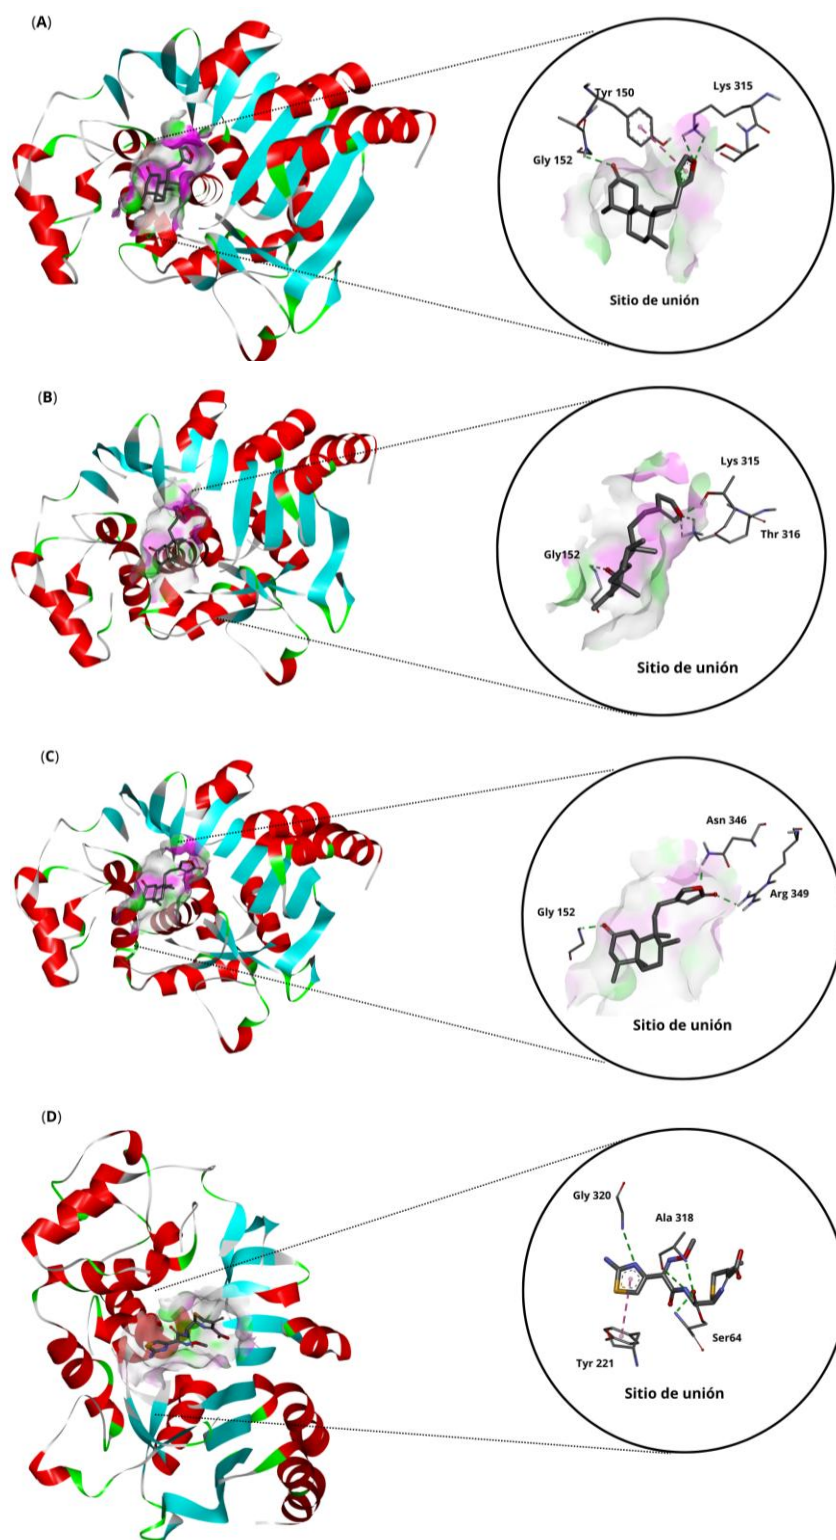 (A)
Tyr 150
Lys 315
Gly 152
Sitio de unión
(B)
Lys 315
Gly152
Thr 316
Sitio de unión
(C)
Asn 346
Arg 349
Gly 152
Sitio de unión
(D)
Gly 320
Ala 318
Ser64
Tyr 221
Sitio de unión